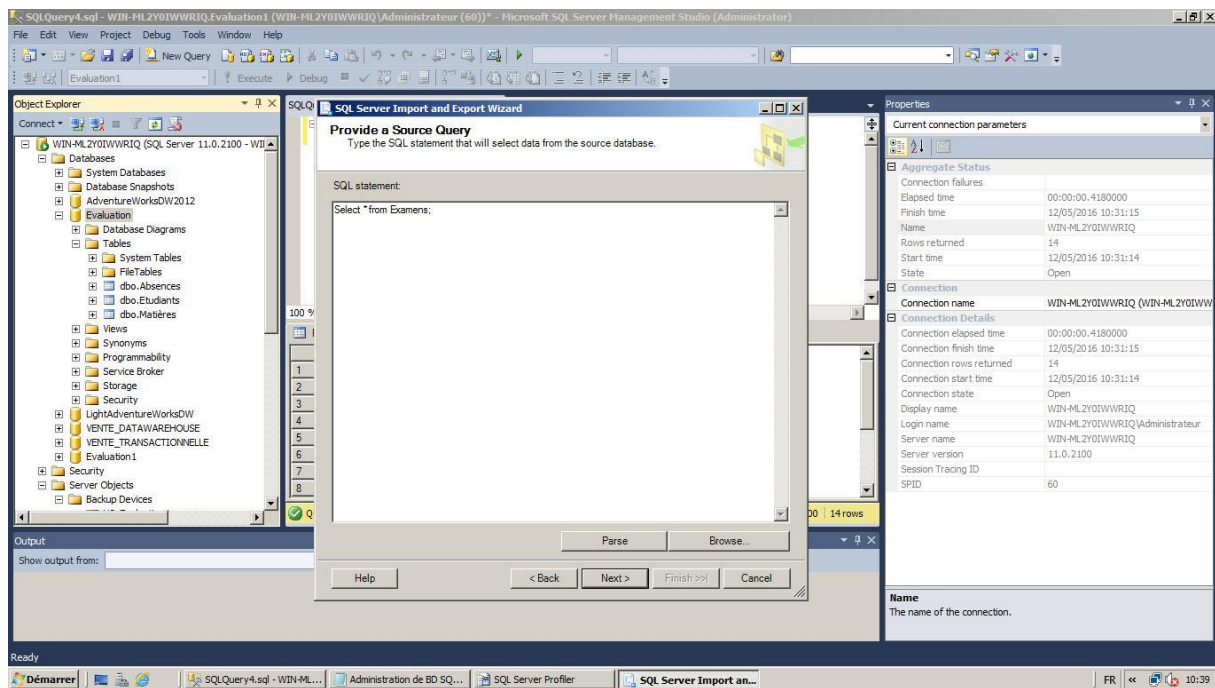 SQLQuery4.sql - WIN-ML2Y0IWWRIQ.Evaluation1 (WIN-ML2Y0IWWRIQ\Administrateur (60))* - Microsoft SQL Server Management Studio (Administrator)
File Edit View Project Debug Tools Window Help
New Query
Evaluation1 Execute Debug
Object Explorer
Connect
WIN-ML2Y0IWWRIQ (SQL Server 11.0.2100 - WI
Databases
System Databases
Database Snapshots
AdventureWorksDW2012
Evaluation
Database Diagrams
Tables
System Tables
FileTables
dbo.Absences
dbo.Etudiants
dbo.Matières
Views
Synonyms
Programmability
Service Broker
Storage
Security
LightAdventureWorksDW
VENTE_DATAWAREHOUSE
VENTE_TRANSACTIONNELLE
Evaluation1
Security
Server Objects
Backup Devices
SQLQ
100 %
1
2
3
4
5
6
7
8
00 14 rows
SQL Server Import and Export Wizard
Provide a Source Query
Type the SQL statement that will select data from the source database.
SQL statement:
Select * from Examens;
Parse Browse...
Help < Back Next > Finish >>| Cancel
Properties
Current connection parameters
Aggregate Status
Connection failures
Elapsed time 00:00:00.4180000
Finish time 12/05/2016 10:31:15
Name WIN-ML2Y0IWWRIQ
Rows returned 14
Start time 12/05/2016 10:31:14
State Open
Connection
Connection name WIN-ML2Y0IWWRIQ (WIN-ML2Y0IWW
Connection Details
Connection elapsed time 00:00:00.4180000
Connection finish time 12/05/2016 10:31:15
Connection rows returned 14
Connection start time 12/05/2016 10:31:14
Connection state Open
Display name WIN-ML2Y0IWWRIQ
Login name WIN-ML2Y0IWWRIQ\Administrateur
Server name WIN-ML2Y0IWWRIQ
Server version 11.0.2100
Session Tracing ID
SPID 60
Name
The name of the connection.
Output
Show output from:
Ready
Démarrer SQLQuery4.sql - WIN-ML... Administration de BD SQ... SQL Server Profiler SQL Server Import an... FR « 10:39